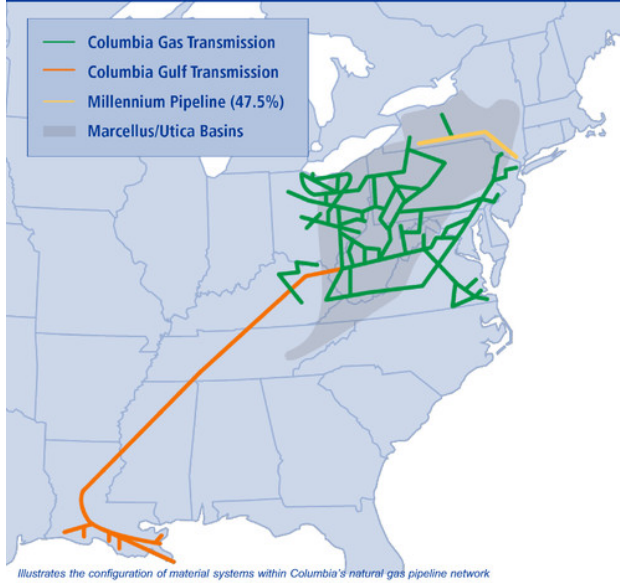 Columbia Gas Transmission
Columbia Gulf Transmission
Millennium Pipeline (47.5%)
Marcellus/Utica Basins
Illustrates the configuration of material systems within Columbia's natural gas pipeline network